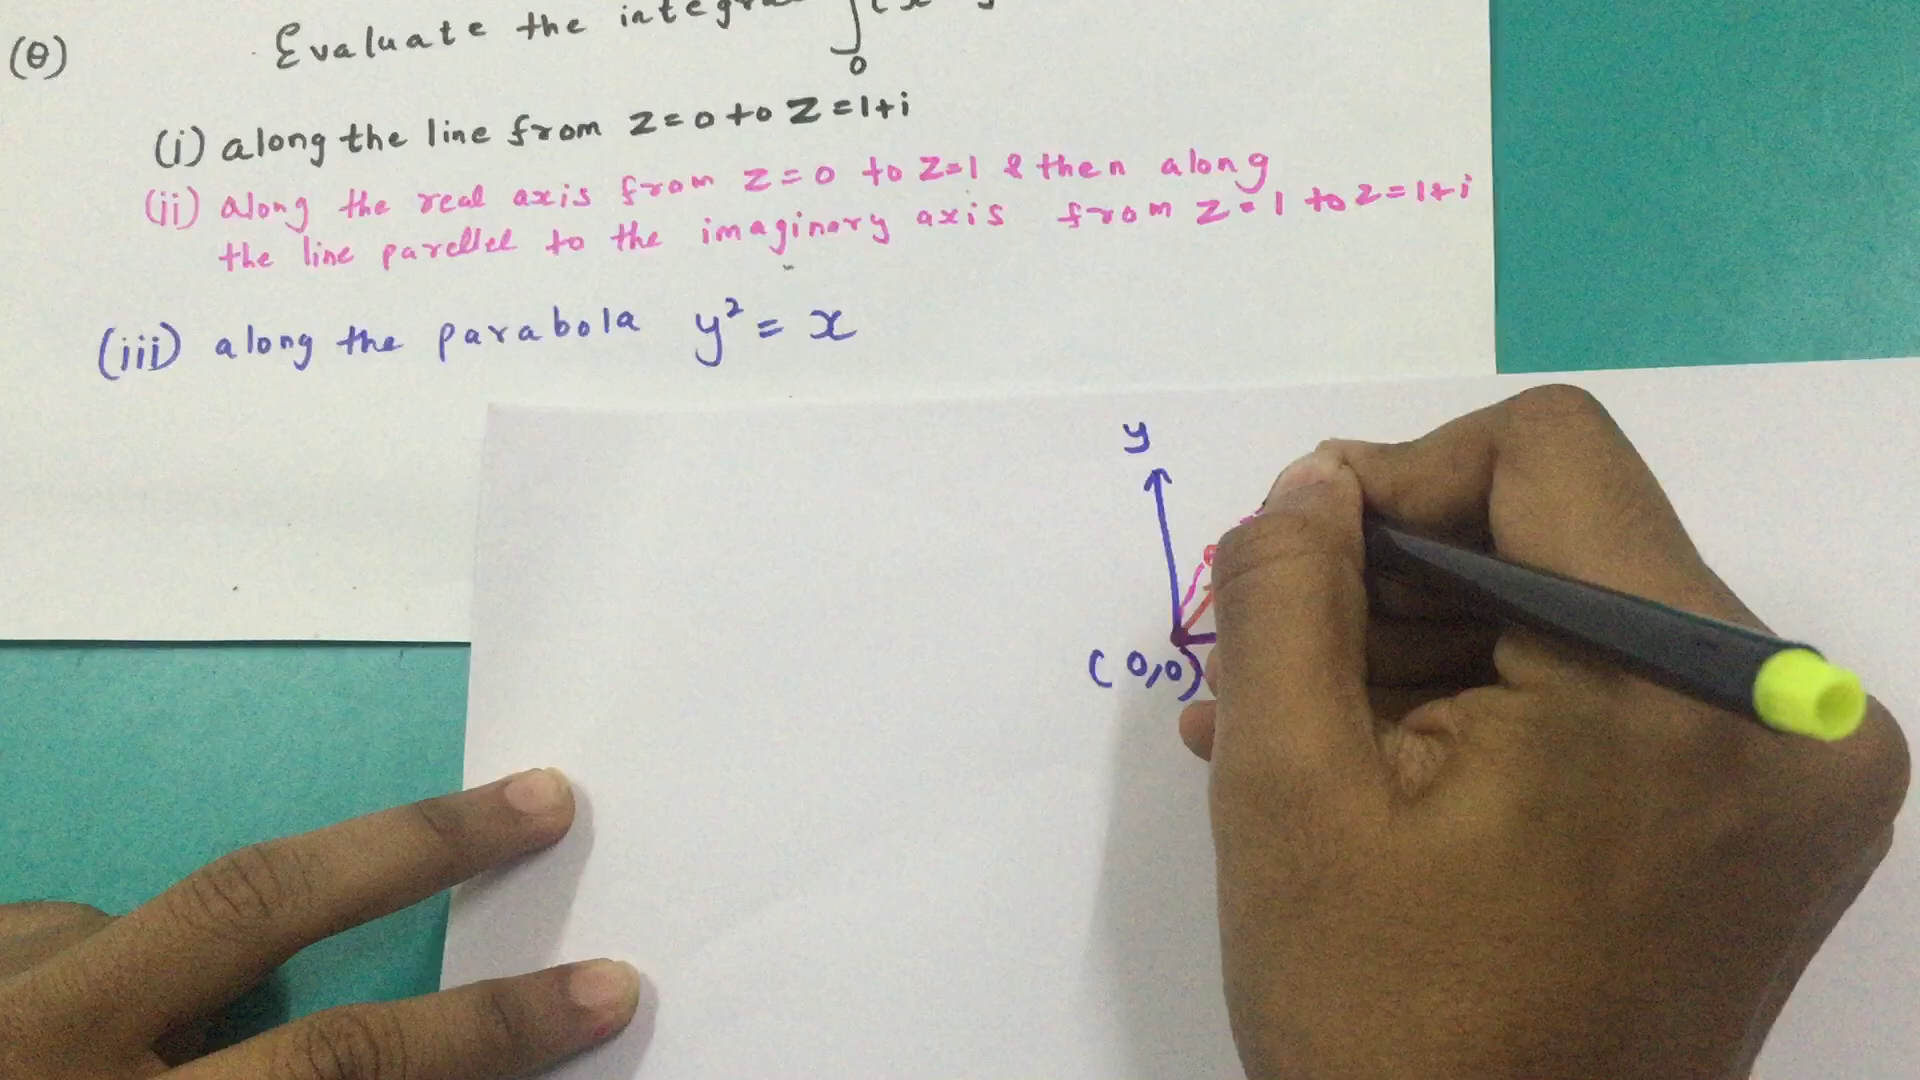 (θ) Evaluate the
0
(i) along the line from z=0 to z=1+i
(ii) along the real axis from z=0 to z=1 & then along
the line parellel to the imaginary axis from z=1 to z=1+i
(iii) along the parabola y² = x
y
(0,0)